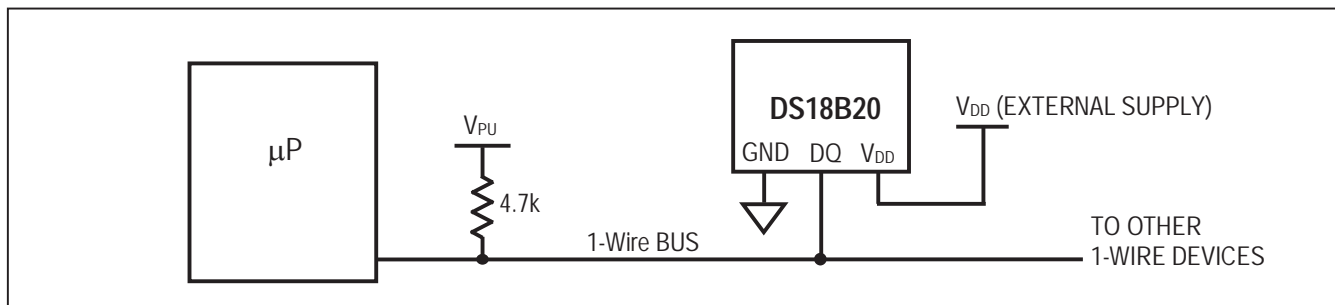 μP
VPU
4.7k
1-Wire BUS
DS18B20
GND DQ VDD
VDD (EXTERNAL SUPPLY)
TO OTHER
1-WIRE DEVICES